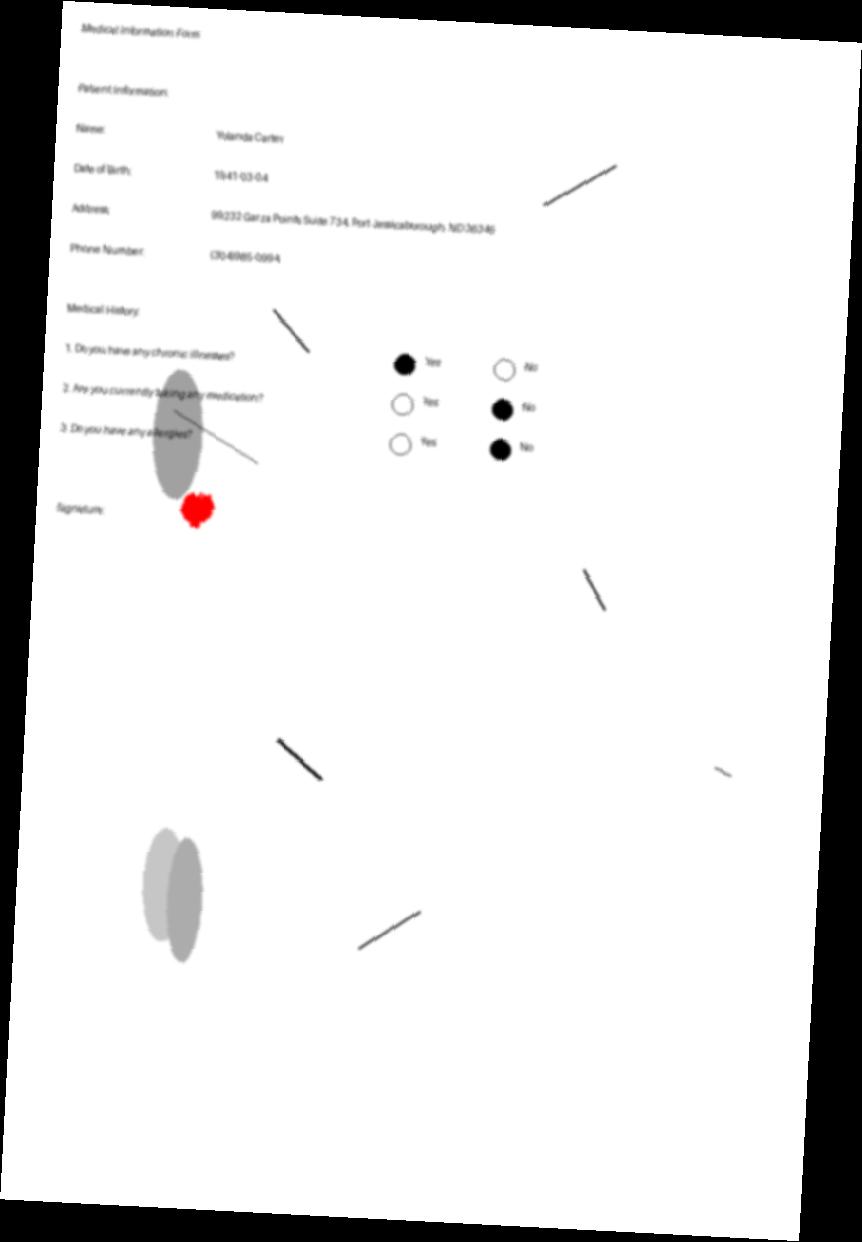 Medical Information Form
Patient Information:
Name: Yolanda Carter
Date of Birth: 1941-03-04
Address: 99232 Garza Points Suite 734, Port Jessicaborough, ND 36346
Phone Number: (704)985-0994
Medical History:
1. Do you have any chronic illnesses? Yes No
2. Are you currently taking any medication? Yes No
3. Do you have any allergies? Yes No
Signature: